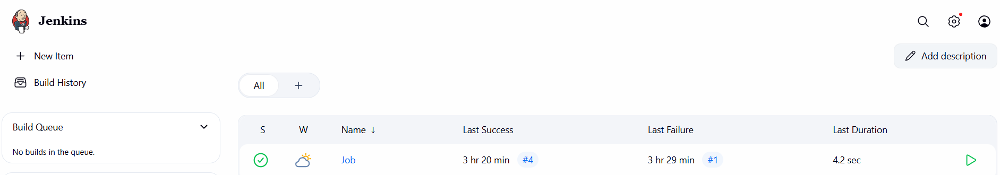 Jenkins
New Item
Add description
Build History
All
Build Queue
No builds in the queue.
S W Name ↓ Last Success Last Failure Last Duration
Job 3 hr 20 min #4 3 hr 29 min #1 4.2 sec